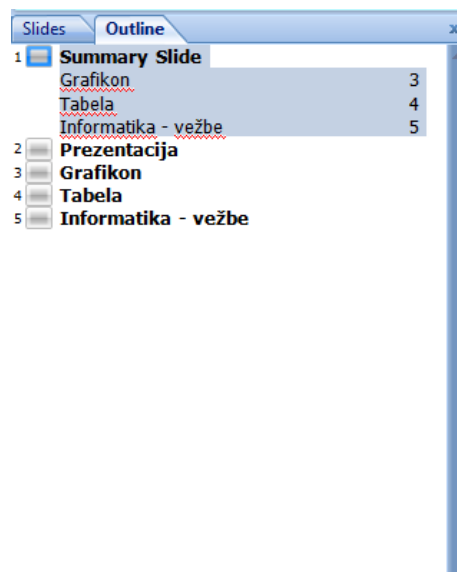 Slides Outline x
1 Summary Slide
Grafikon 3
Tabela 4
Informatika - vežbe 5
2 Prezentacija
3 Grafikon
4 Tabela
5 Informatika - vežbe